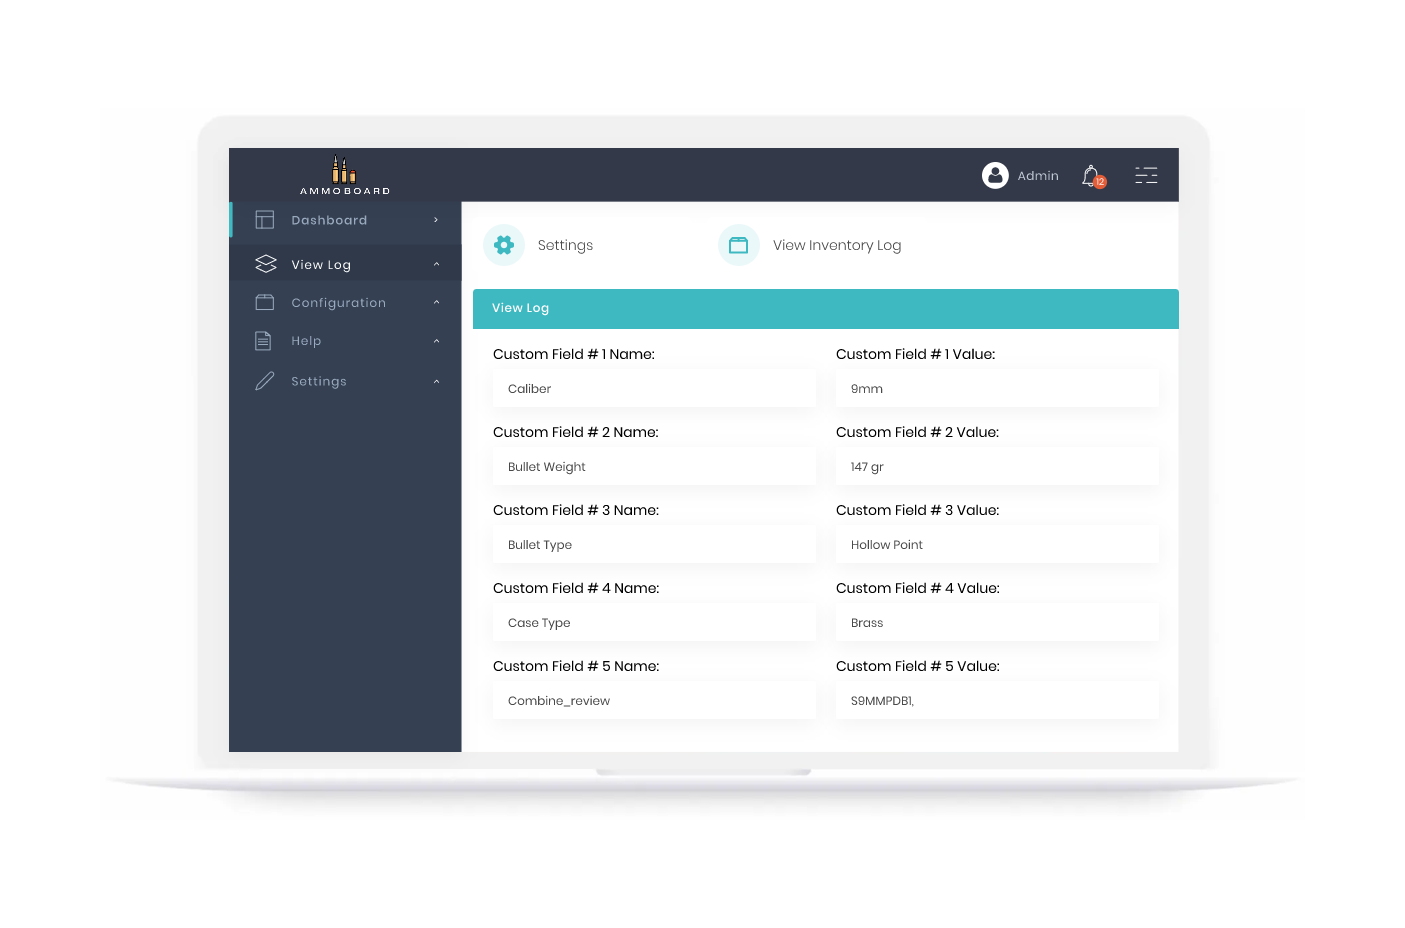 AMMOBOARD
Admin
12
Dashboard
View Log
Configuration
Help
Settings
Settings
View Inventory Log
View Log
Custom Field # 1 Name:
Custom Field # 1 Value:
Caliber
9mm
Custom Field # 2 Name:
Custom Field # 2 Value:
Bullet Weight
147 gr
Custom Field # 3 Name:
Custom Field # 3 Value:
Bullet Type
Hollow Point
Custom Field # 4 Name:
Custom Field # 4 Value:
Case Type
Brass
Custom Field # 5 Name:
Custom Field # 5 Value:
Combine_review
S9MMPDB1,